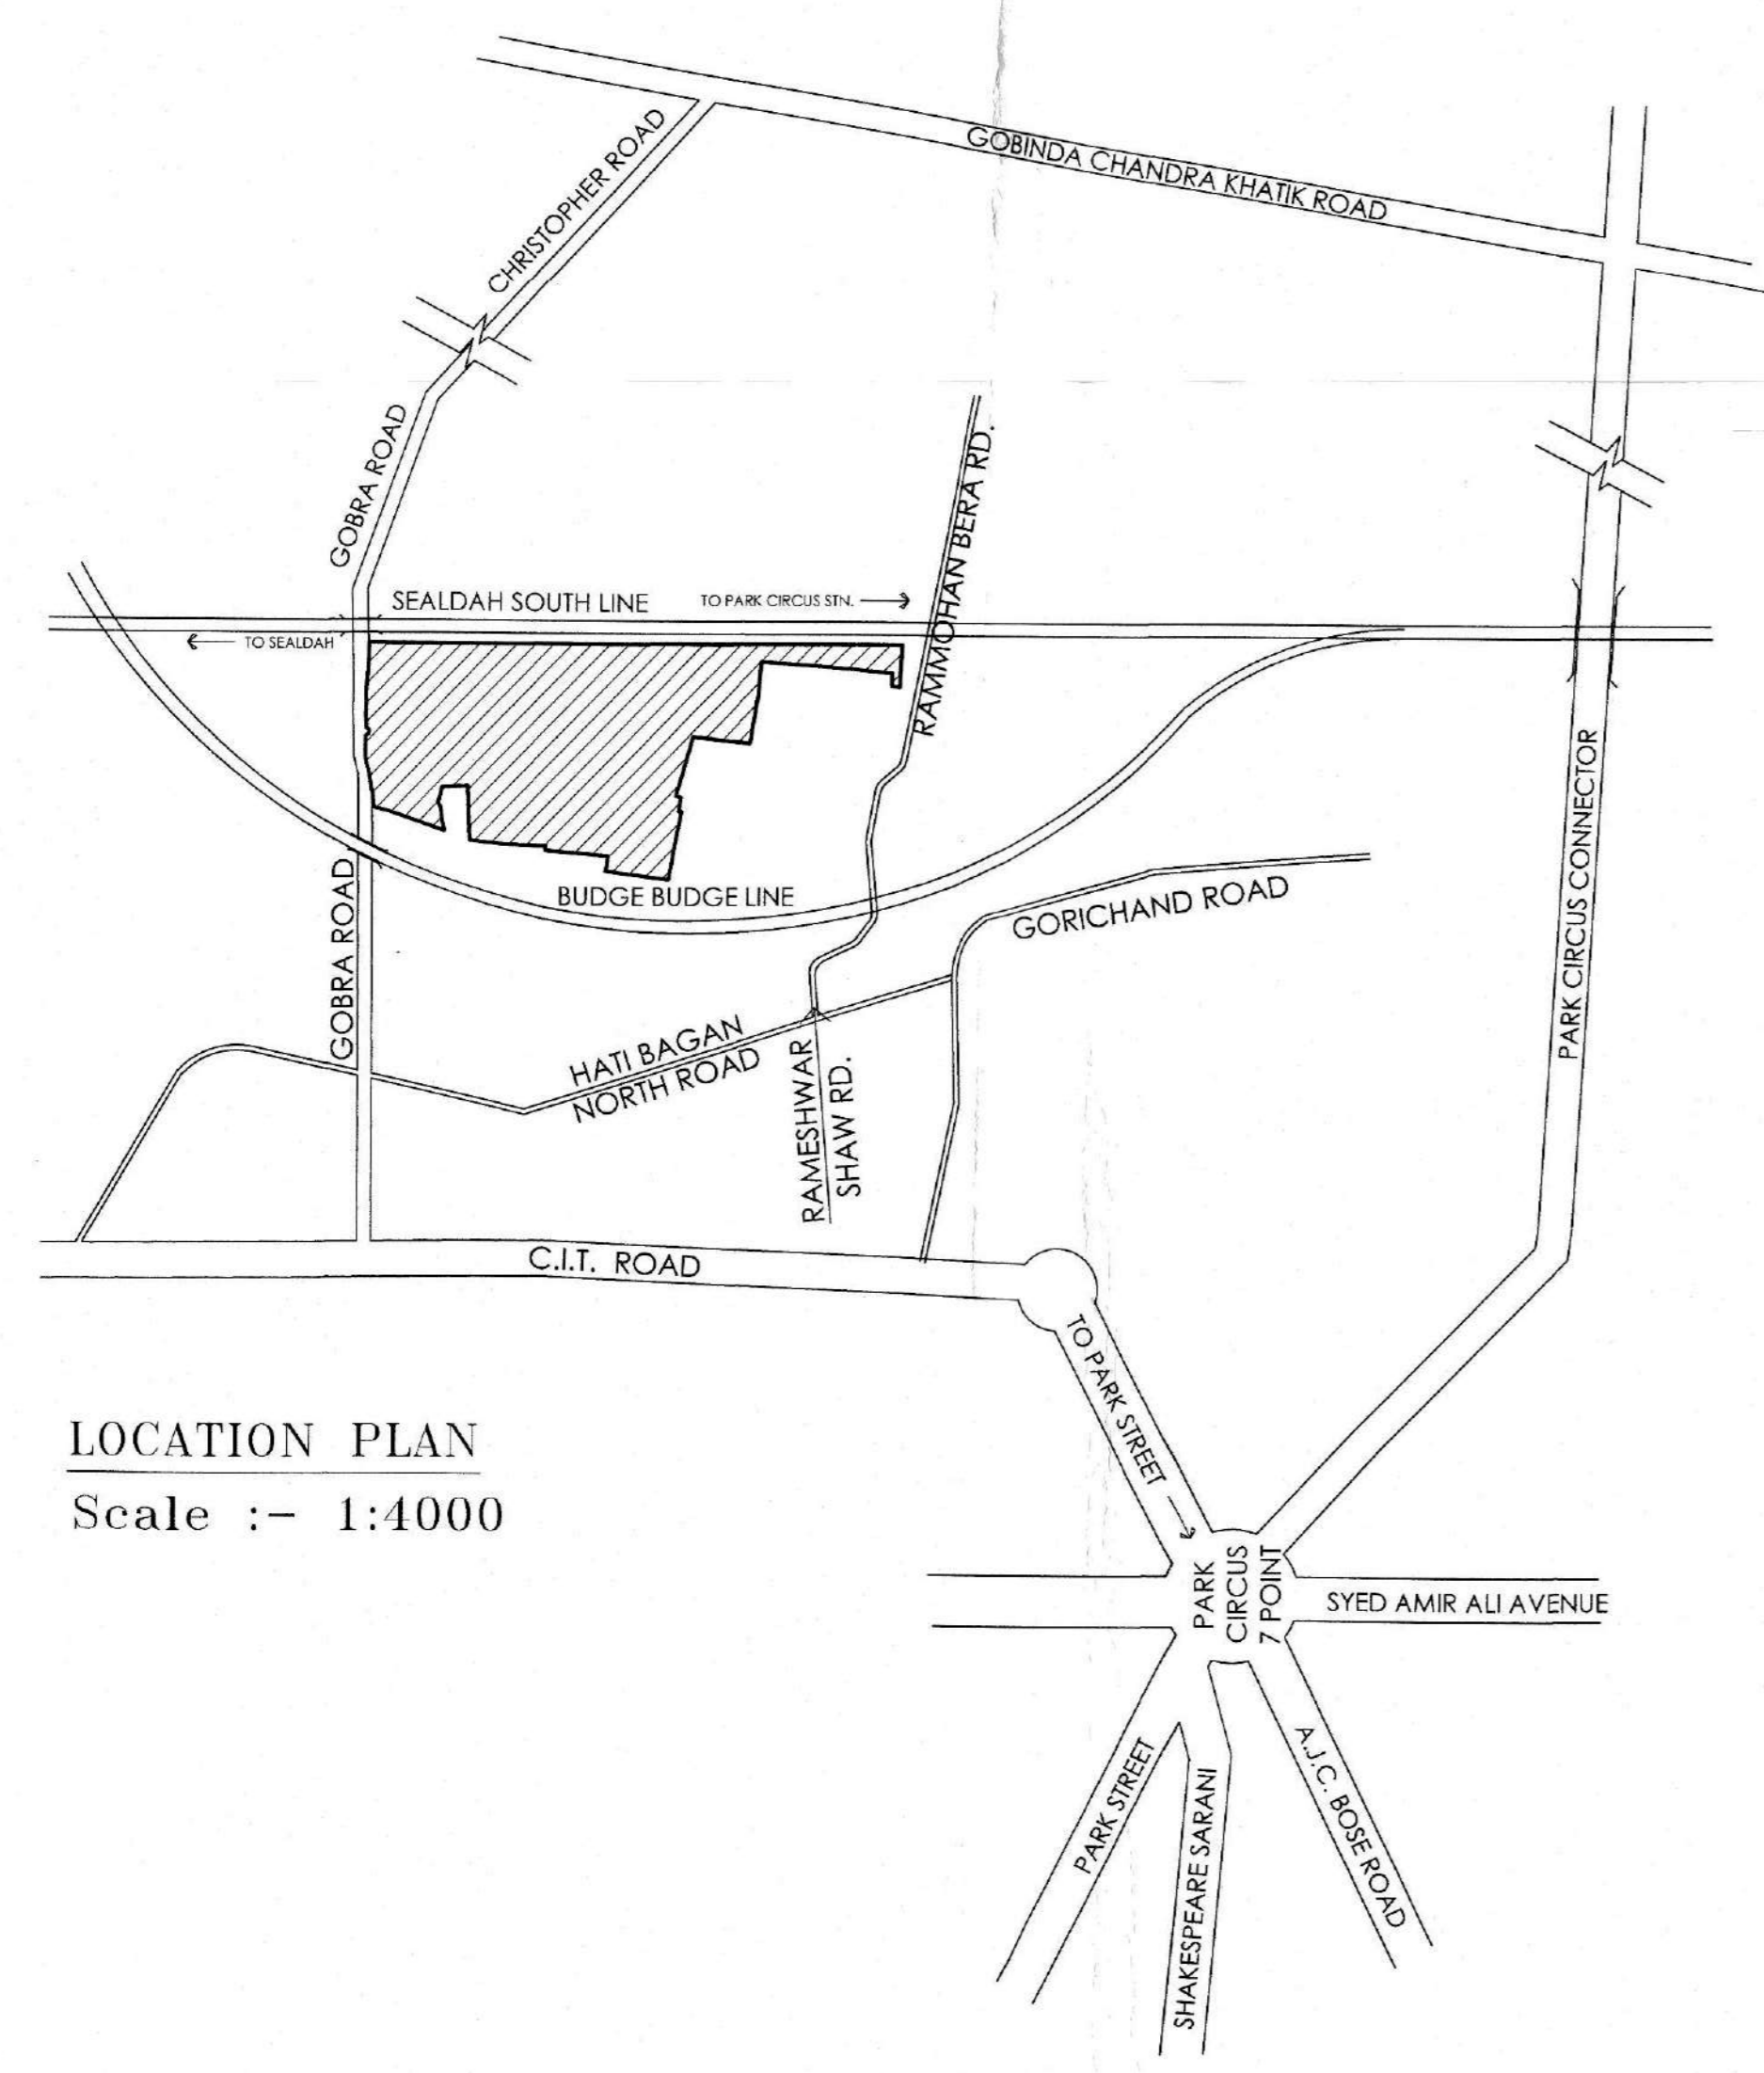 GOBINDA CHANDRA KHATIK ROAD
CHRISTOPHER ROAD
GOBRA ROAD
RAMMOHAN BERA RD.
SEALDAH SOUTH LINE
TO PARK CIRCUS STN.
TO SEALDAH
PARK CIRCUS CONNECTOR
BUDGE BUDGE LINE
GOBRA ROAD
GORICHAND ROAD
HATI BAGAN
NORTH ROAD
RAMESHWAR
SHAW RD.
C.I.T. ROAD
TO PARK STREET
LOCATION PLAN
Scale :- 1:4000
PARK
CIRCUS
7 POINT
SYED AMIR ALI AVENUE
PARK STREET
SHAKESPEARE SARANI
A.J.C. BOSE ROAD